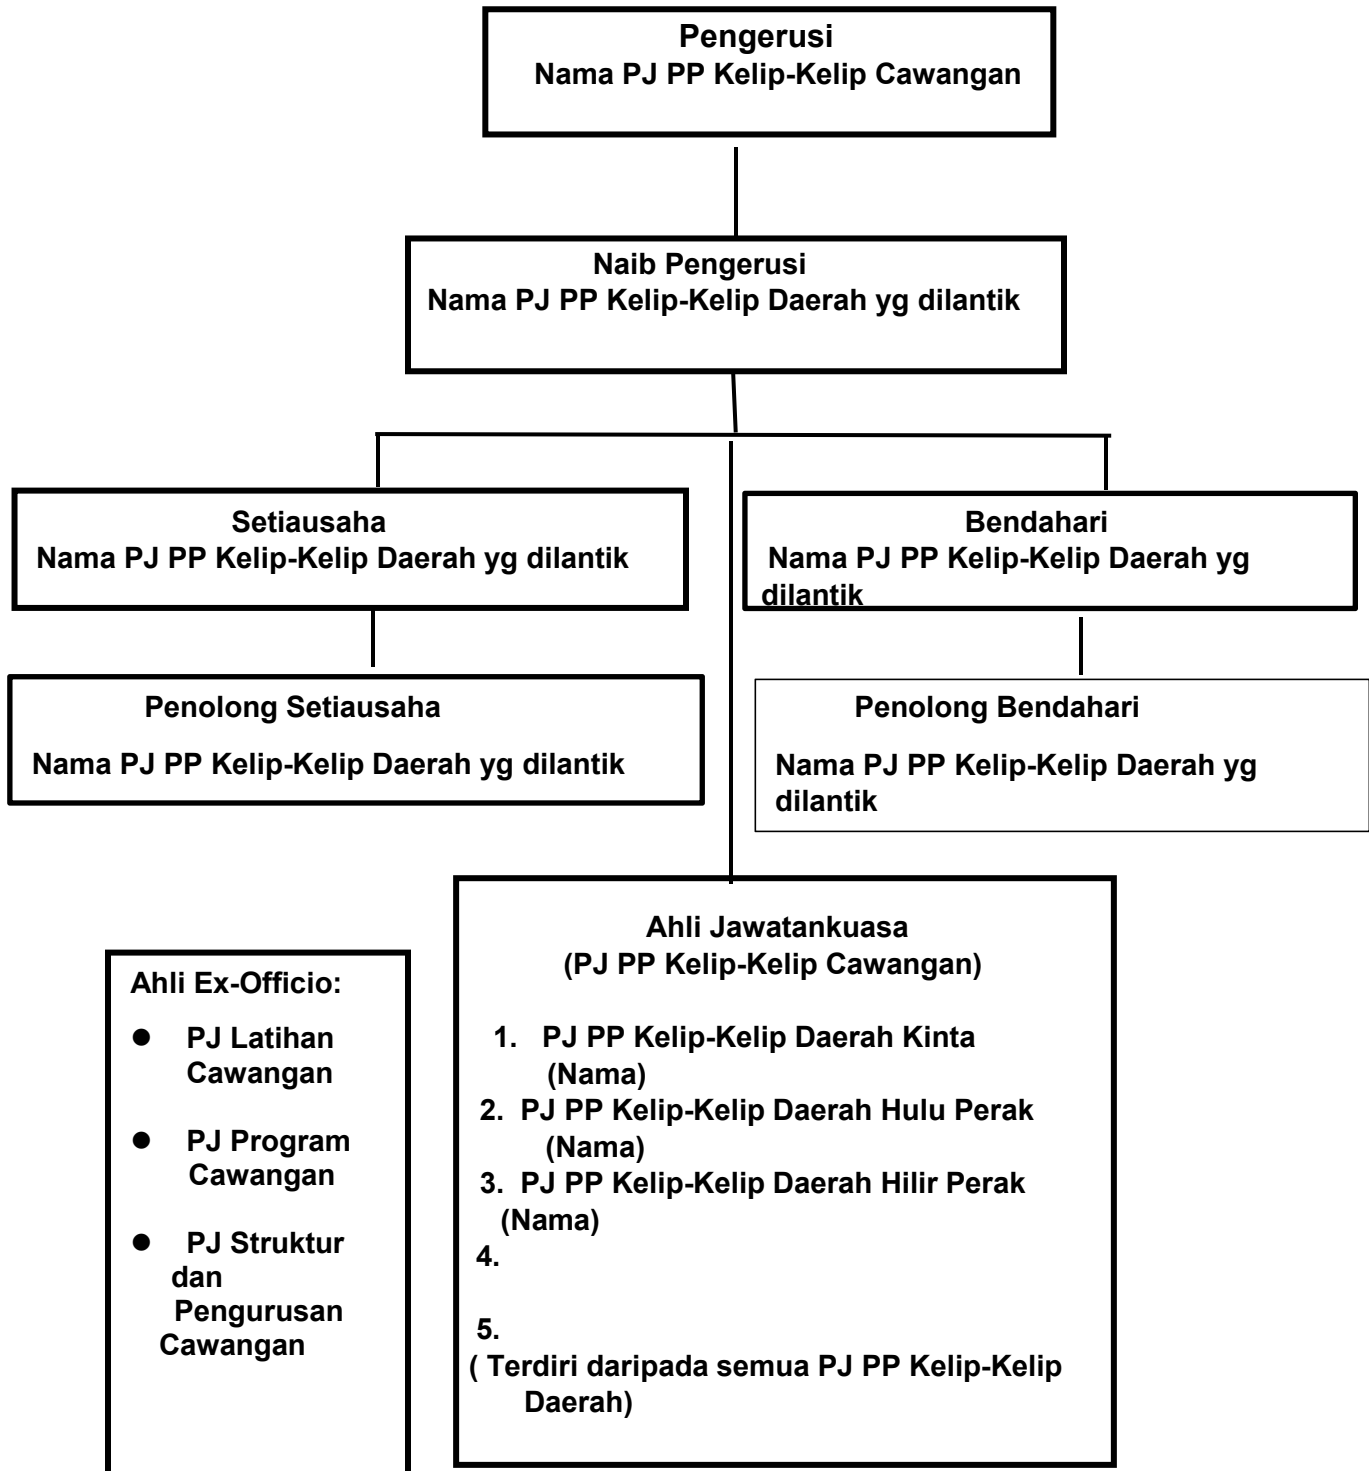 Pengerusi
Nama PJ PP Kelip-Kelip Cawangan
Naib Pengerusi
Nama PJ PP Kelip-Kelip Daerah yg dilantik
Setiausaha
Nama PJ PP Kelip-Kelip Daerah yg dilantik
Bendahari
Nama PJ PP Kelip-Kelip Daerah yg
dilantik
Penolong Setiausaha
Nama PJ PP Kelip-Kelip Daerah yg dilantik
Penolong Bendahari
Nama PJ PP Kelip-Kelip Daerah yg
dilantik
Ahli Ex-Officio:
● PJ Latihan
Cawangan
● PJ Program
Cawangan
● PJ Struktur
dan
Pengurusan
Cawangan
Ahli Jawatankuasa
(PJ PP Kelip-Kelip Cawangan)
1. PJ PP Kelip-Kelip Daerah Kinta
(Nama)
2. PJ PP Kelip-Kelip Daerah Hulu Perak
(Nama)
3. PJ PP Kelip-Kelip Daerah Hilir Perak
(Nama)
4.
5.
( Terdiri daripada semua PJ PP Kelip-Kelip
Daerah)